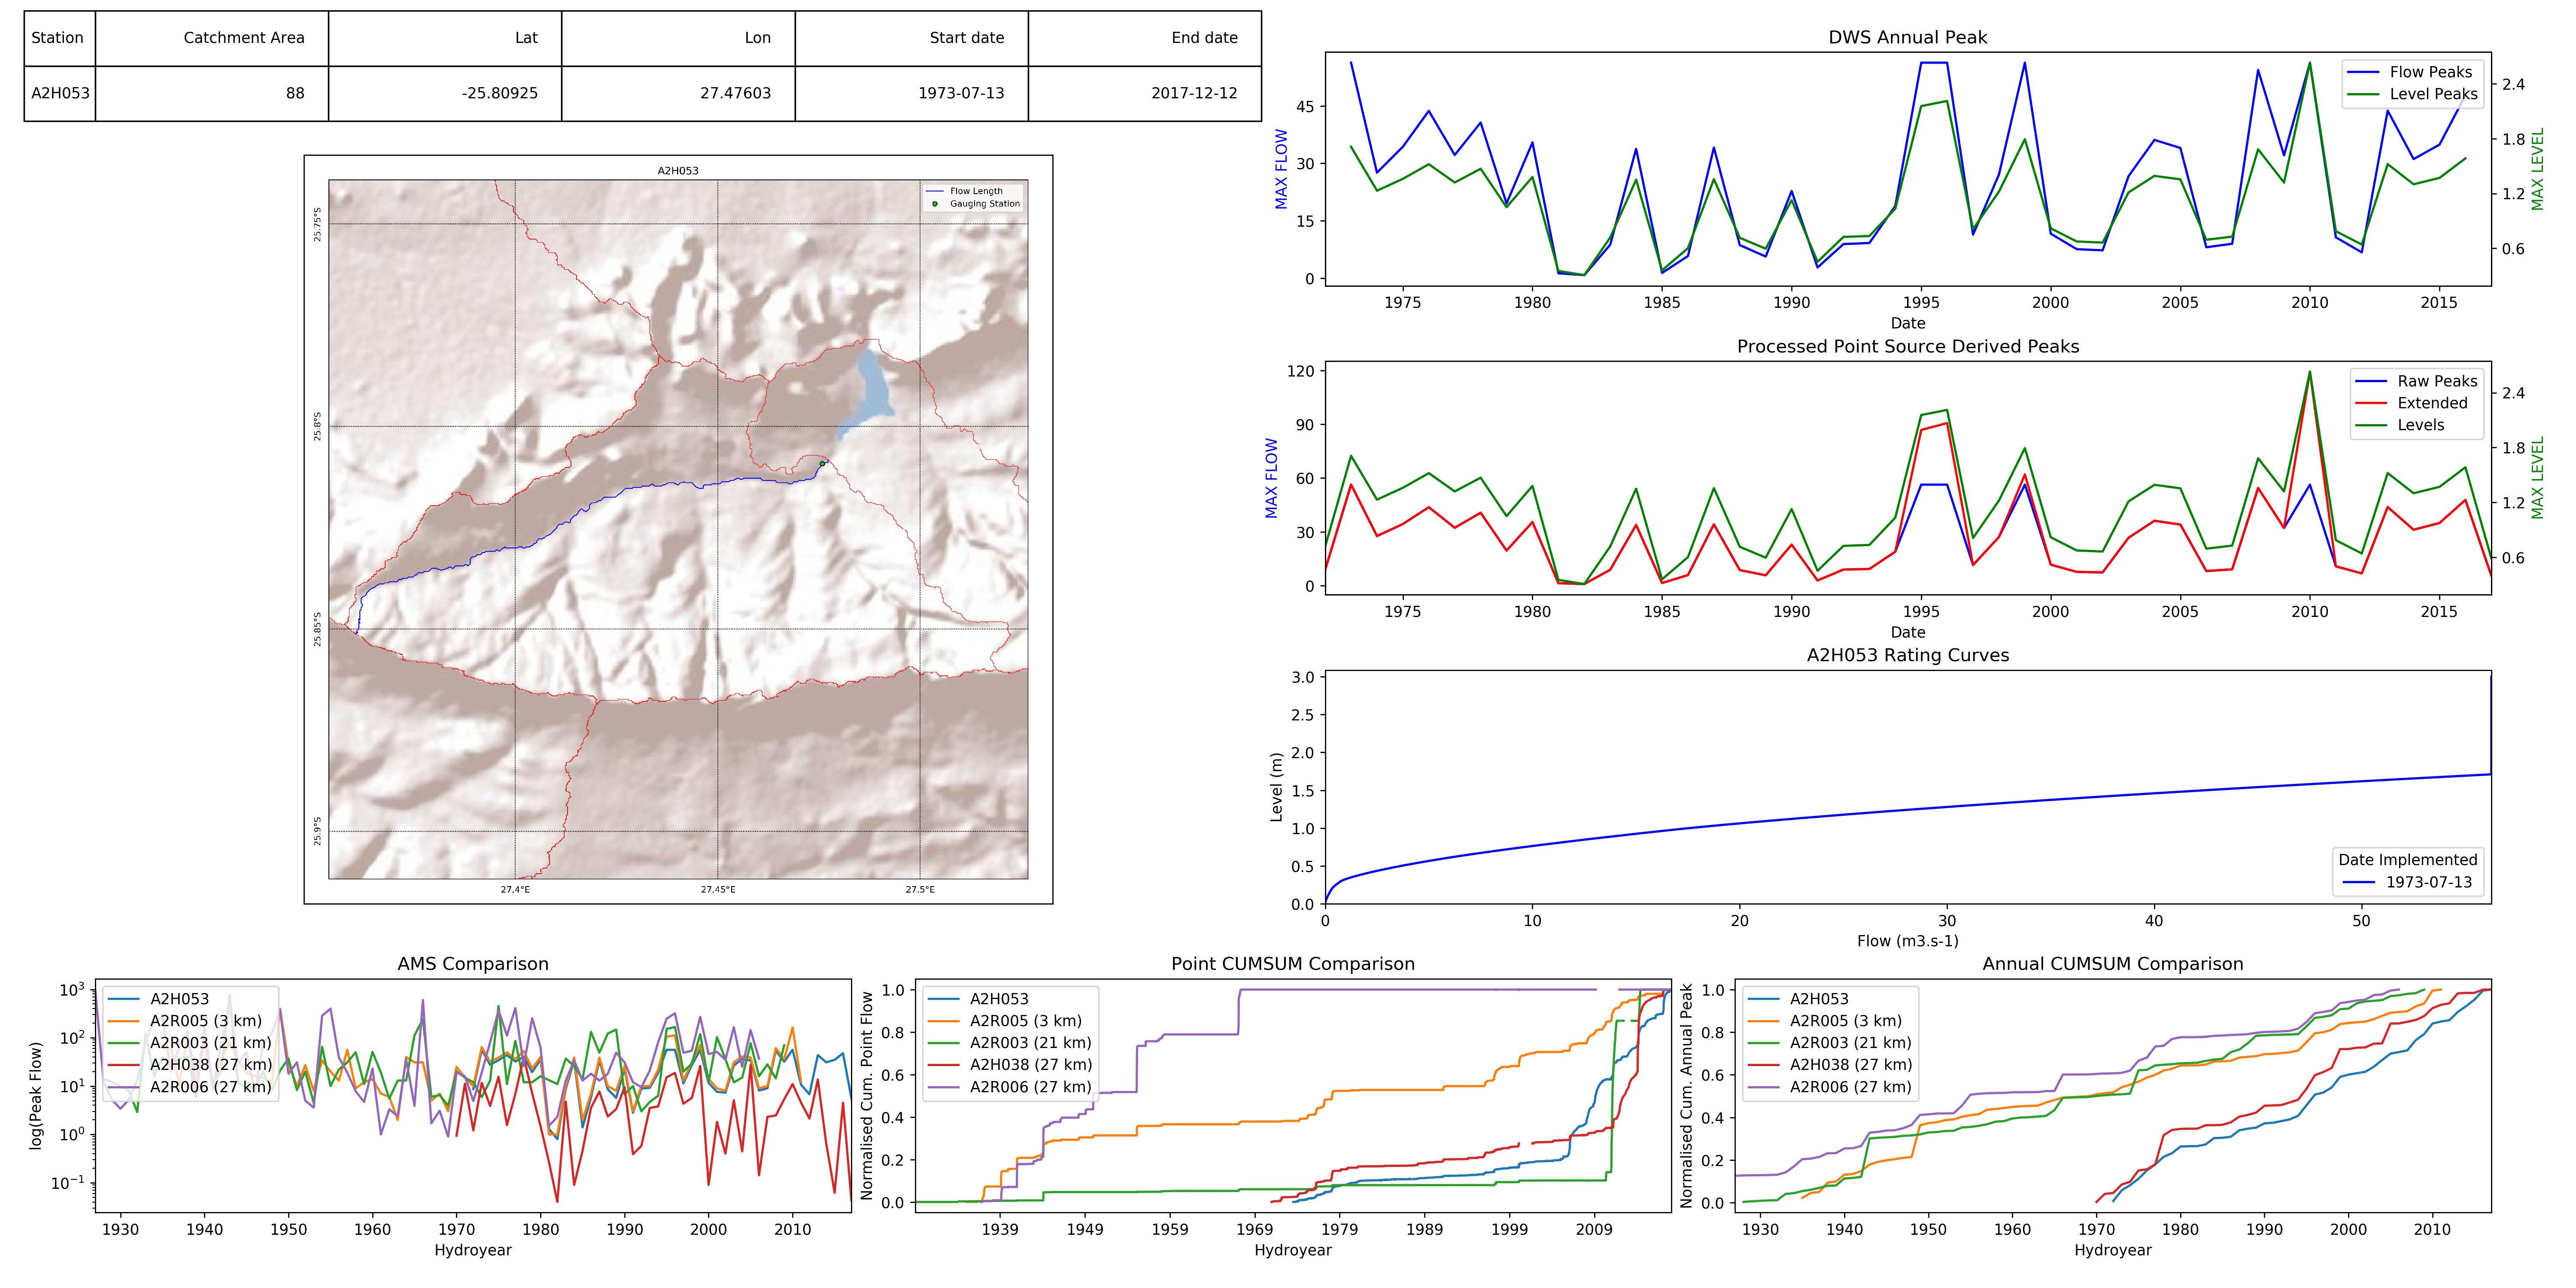 Station Catchment Area Lat Lon Start date End date
A2H053 88 -25.80925 27.47603 1973-07-13 2017-12-12
A2H053
Flow Length
Gauging Station
25.75°S
25.8°S
25.85°S
25.9°S
27.4°E 27.45°E 27.5°E
DWS Annual Peak
Flow Peaks
Level Peaks
MAX FLOW
45
30
15
0
2.4
1.8
1.2
0.6
MAX LEVEL
1975 1980 1985 1990 1995 2000 2005 2010 2015
Date
Processed Point Source Derived Peaks
Raw Peaks
Extended
Levels
MAX FLOW
120
90
60
30
0
2.4
1.8
1.2
0.6
MAX LEVEL
1975 1980 1985 1990 1995 2000 2005 2010 2015
Date
A2H053 Rating Curves
Level (m)
3.0
2.5
2.0
1.5
1.0
0.5
0.0
Date Implemented
1973-07-13
0 10 20 30 40 50
Flow (m3.s-1)
AMS Comparison
log(Peak Flow)
10³
10²
10¹
10⁰
10⁻¹
A2H053
A2R005 (3 km)
A2R003 (21 km)
A2H038 (27 km)
A2R006 (27 km)
1930 1940 1950 1960 1970 1980 1990 2000 2010
Hydroyear
Point CUMSUM Comparison
Normalised Cum. Point Flow
1.0
0.8
0.6
0.4
0.2
0.0
A2H053
A2R005 (3 km)
A2R003 (21 km)
A2H038 (27 km)
A2R006 (27 km)
1939 1949 1959 1969 1979 1989 1999 2009
Hydroyear
Annual CUMSUM Comparison
Normalised Cum. Annual Peak
1.0
0.8
0.6
0.4
0.2
0.0
A2H053
A2R005 (3 km)
A2R003 (21 km)
A2H038 (27 km)
A2R006 (27 km)
1930 1940 1950 1960 1970 1980 1990 2000 2010
Hydroyear